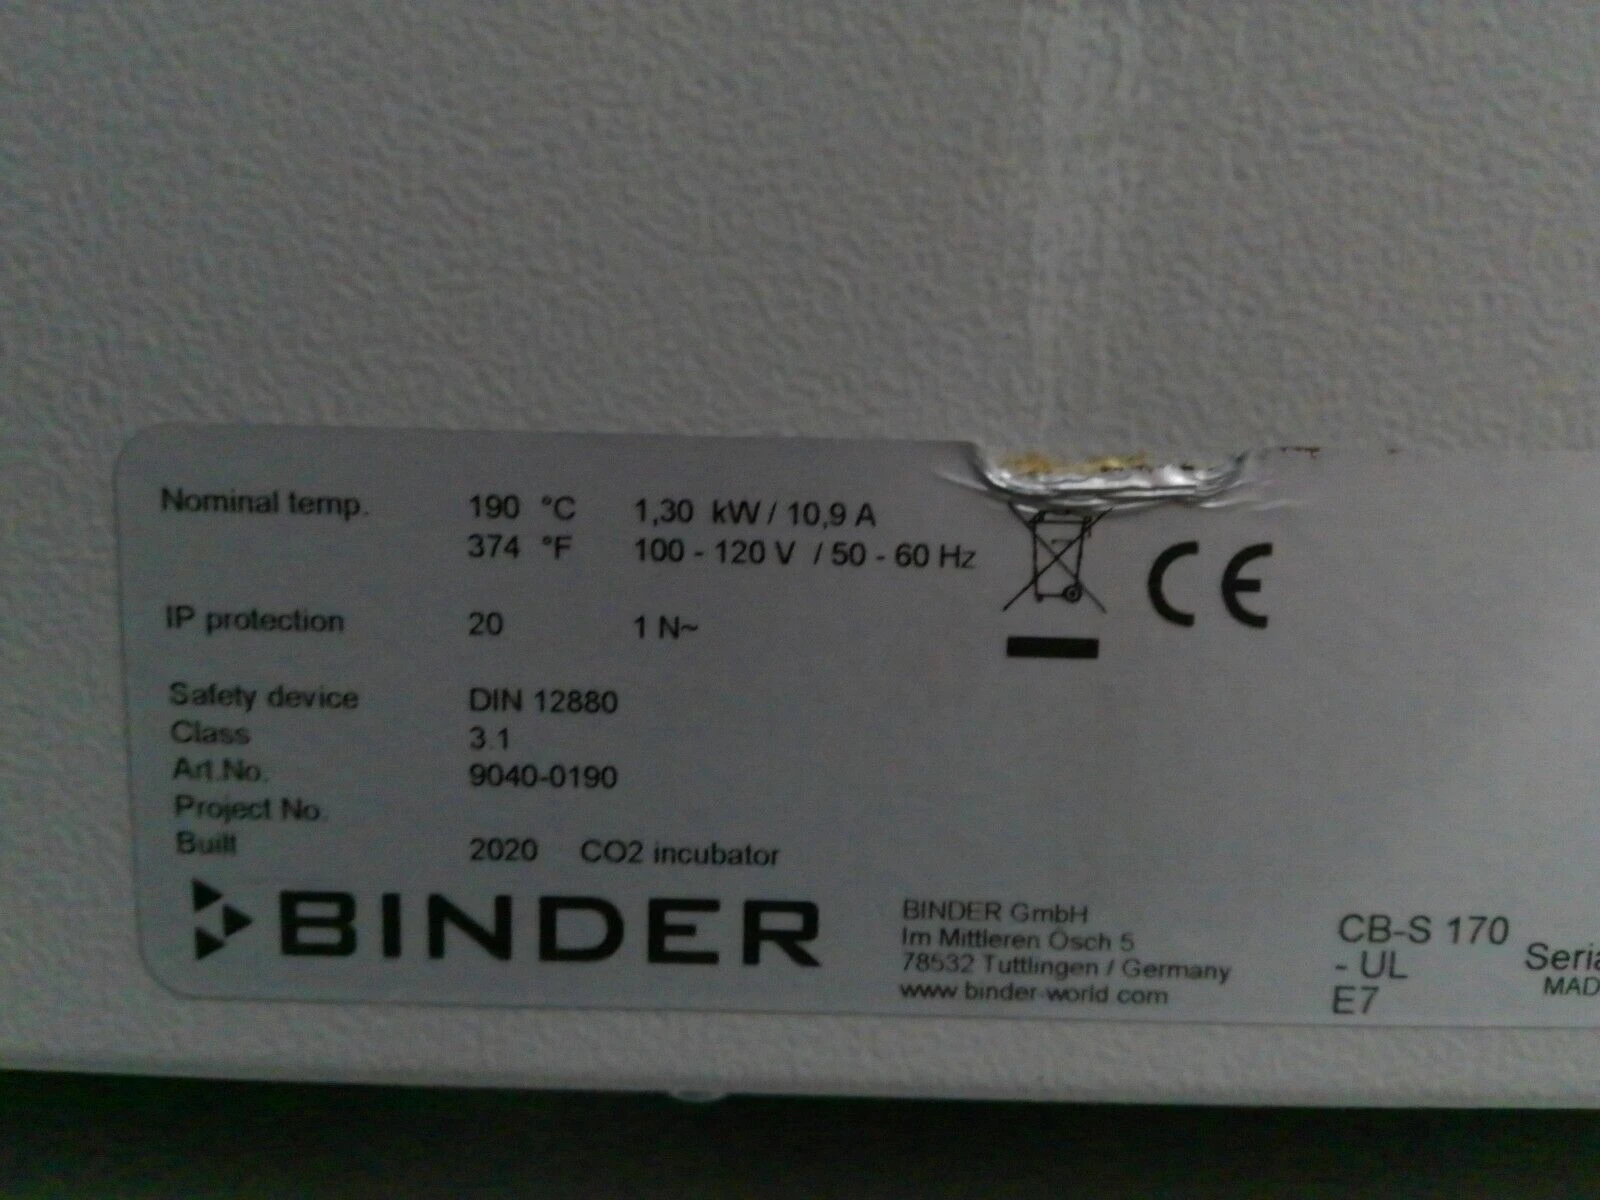 Nominal temp. 190 °C 1,30 kW / 10,9 A
374 °F 100 - 120 V / 50 - 60 Hz
IP protection 20 1 N~
Safety device DIN 12880
Class 3.1
Art.No. 9040-0190
Project No.
Built 2020 CO2 incubator
CE
BINDER
BINDER GmbH
Im Mittleren Ösch 5
78532 Tuttlingen / Germany
www.binder-world.com
CB-S 170
- UL
E7
Seria
MAD